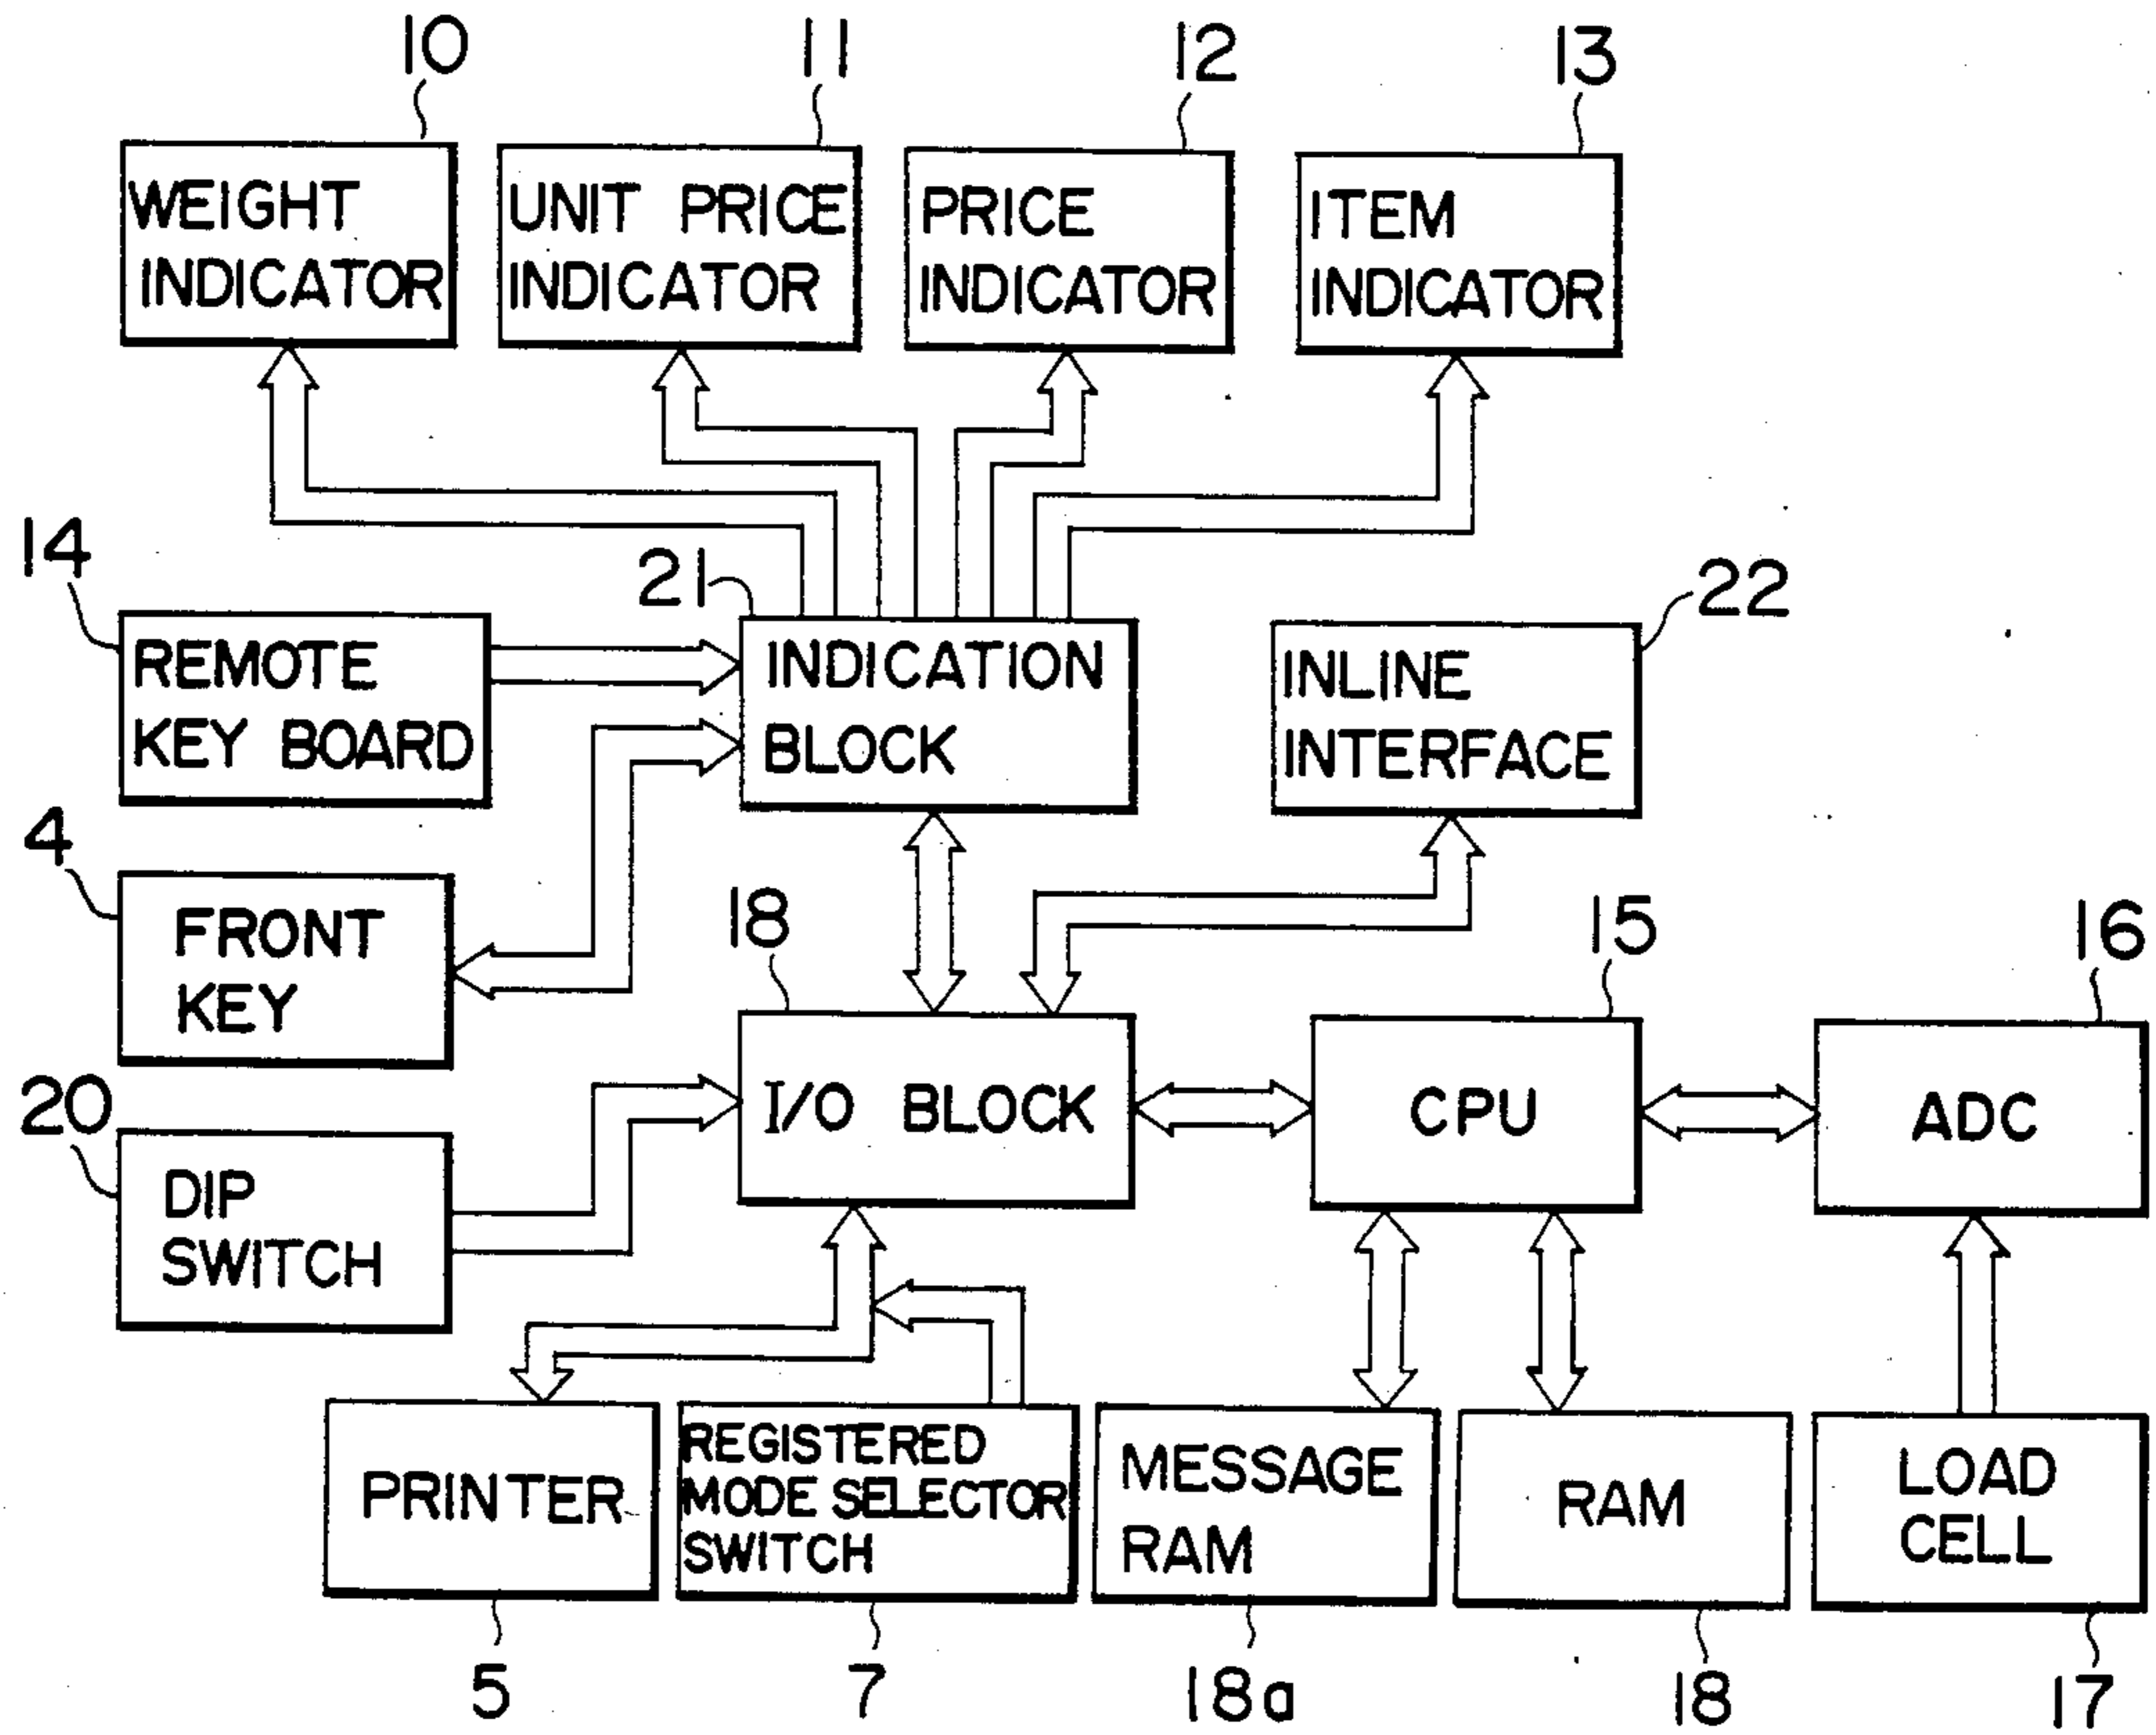 10
11
12
13
WEIGHT
INDICATOR
UNIT PRICE
INDICATOR
PRICE
INDICATOR
ITEM
INDICATOR
14
21
22
REMOTE
KEY BOARD
INDICATION
BLOCK
INLINE
INTERFACE
4
18
15
16
FRONT
KEY
20
I/O BLOCK
CPU
ADC
DIP
SWITCH
PRINTER
REGISTERED
MODE SELECTOR
SWITCH
MESSAGE
RAM
RAM
LOAD
CELL
5
7
18a
18
17